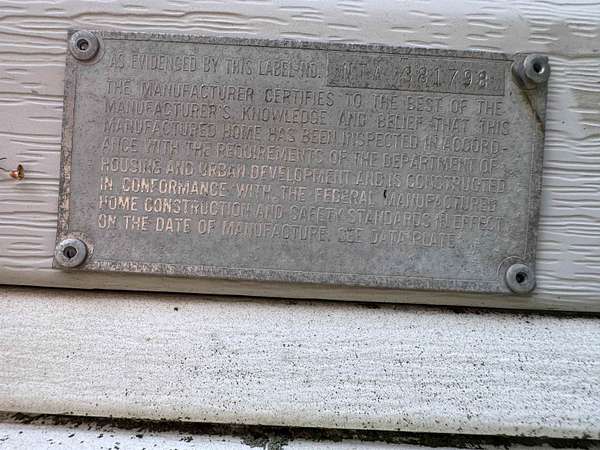 AS EVIDENCED BY THIS LABEL NO. NTA
THE MANUFACTURER CERTIFIES TO THE BEST OF THE
MANUFACTURER'S KNOWLEDGE AND BELIEF THAT THIS
MANUFACTURED HOME HAS BEEN INSPECTED IN ACCORD-
ANCE WITH THE REQUIREMENTS OF THE DEPARTMENT OF
HOUSING AND URBAN DEVELOPMENT AND IS CONSTRUCTED
IN CONFORMANCE WITH THE FEDERAL MANUFACTURED
HOME CONSTRUCTION AND SAFETY STANDARDS IN EFFECT
ON THE DATE OF MANUFACTURE. SEE DATA PLATE